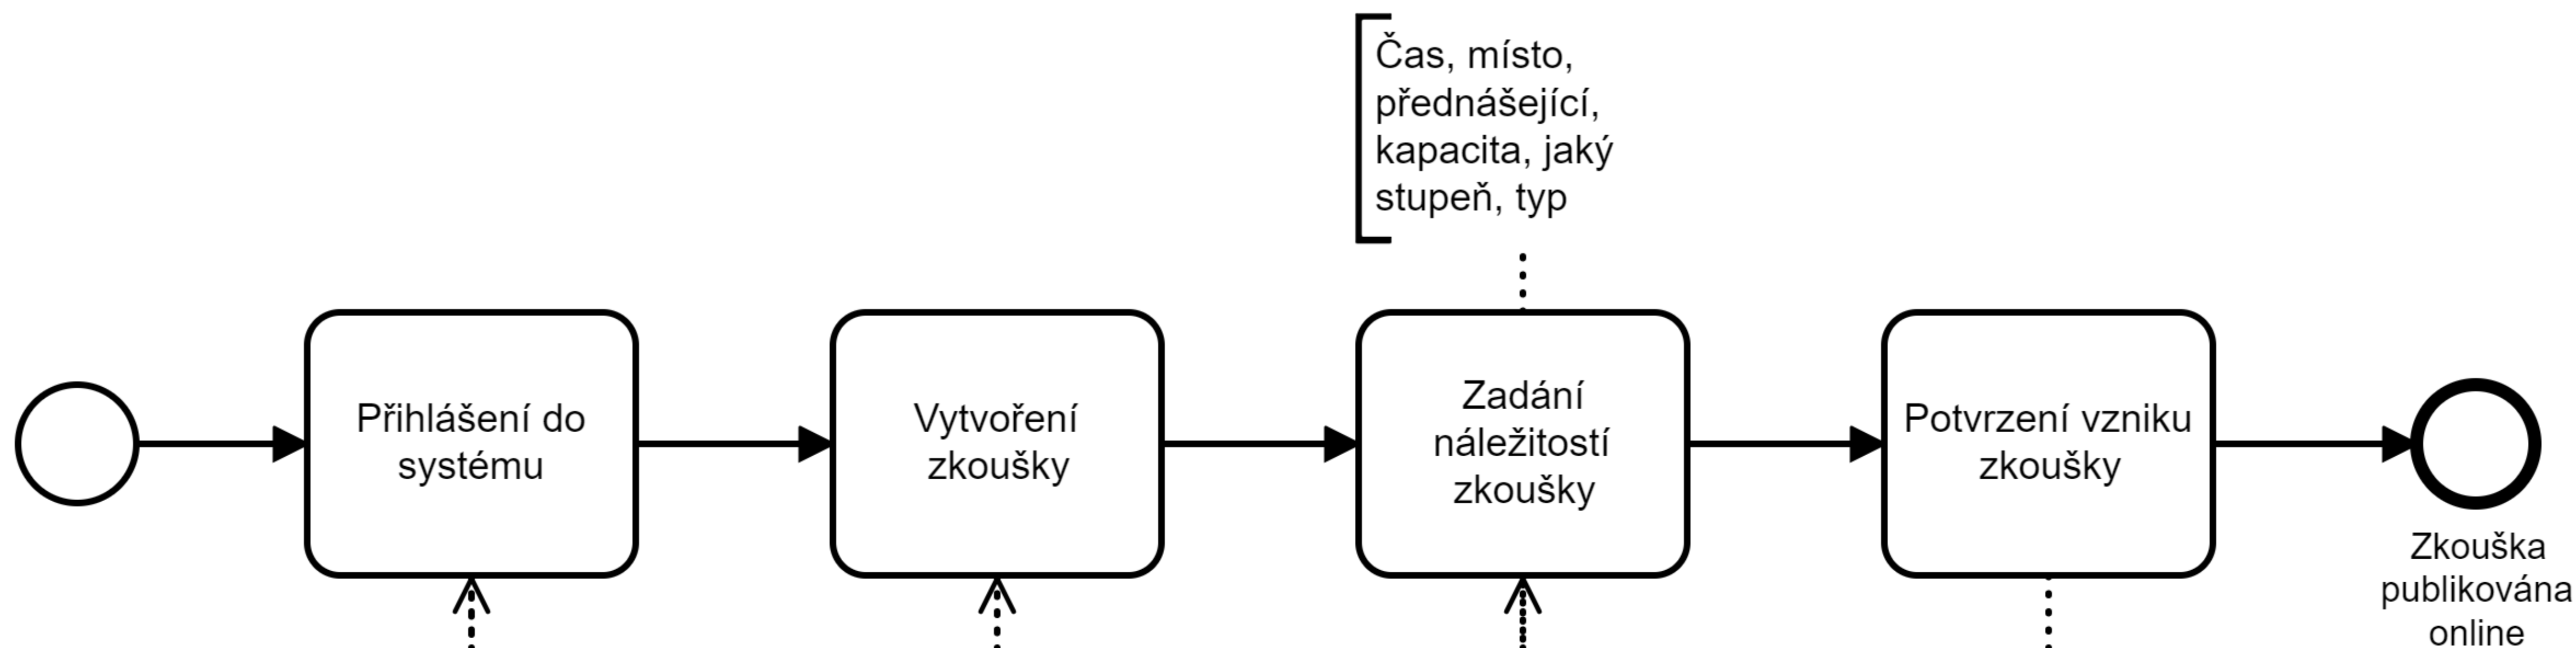 Čas, místo,
přednášející,
kapacita, jaký
stupeň, typ
Přihlášení do
systému
Vytvoření
zkoušky
Zadání
náležitostí
zkoušky
Potvrzení vzniku
zkoušky
Zkouška
publikována
online